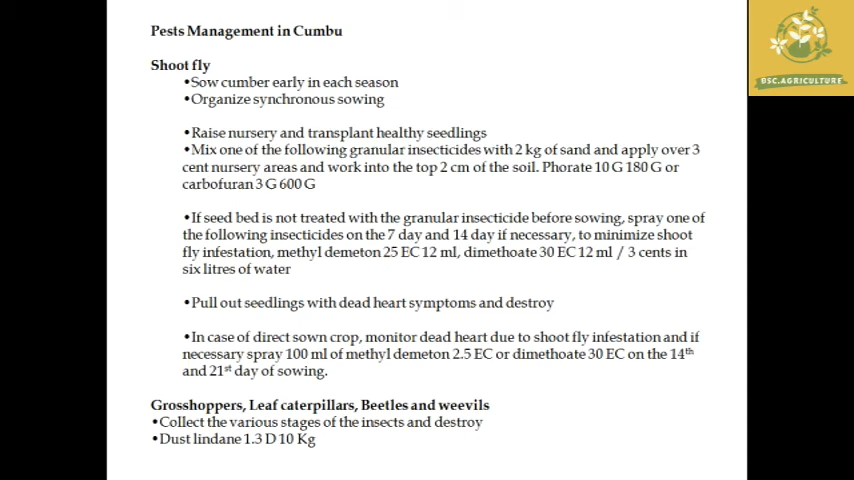 Pests Management in Cumbu
Shoot fly
•Sow cumber early in each season
•Organize synchronous sowing
•Raise nursery and transplant healthy seedlings
•Mix one of the following granular insecticides with 2 kg of sand and apply over 3
cent nursery areas and work into the top 2 cm of the soil. Phorate 10 G 180 G or
carbofuran 3 G 600 G
•If seed bed is not treated with the granular insecticide before sowing, spray one of
the following insecticides on the 7 day and 14 day if necessary, to minimize shoot
fly infestation, methyl demeton 25 EC 12 ml, dimethoate 30 EC 12 ml / 3 cents in
six litres of water
•Pull out seedlings with dead heart symptoms and destroy
•In case of direct sown crop, monitor dead heart due to shoot fly infestation and if
necessary spray 100 ml of methyl demeton 2.5 EC or dimethoate 30 EC on the 14th
and 21st day of sowing.
Grosshoppers, Leaf caterpillars, Beetles and weevils
•Collect the various stages of the insects and destroy
•Dust lindane 1.3 D 10 Kg
BSC.AGRICULTURE